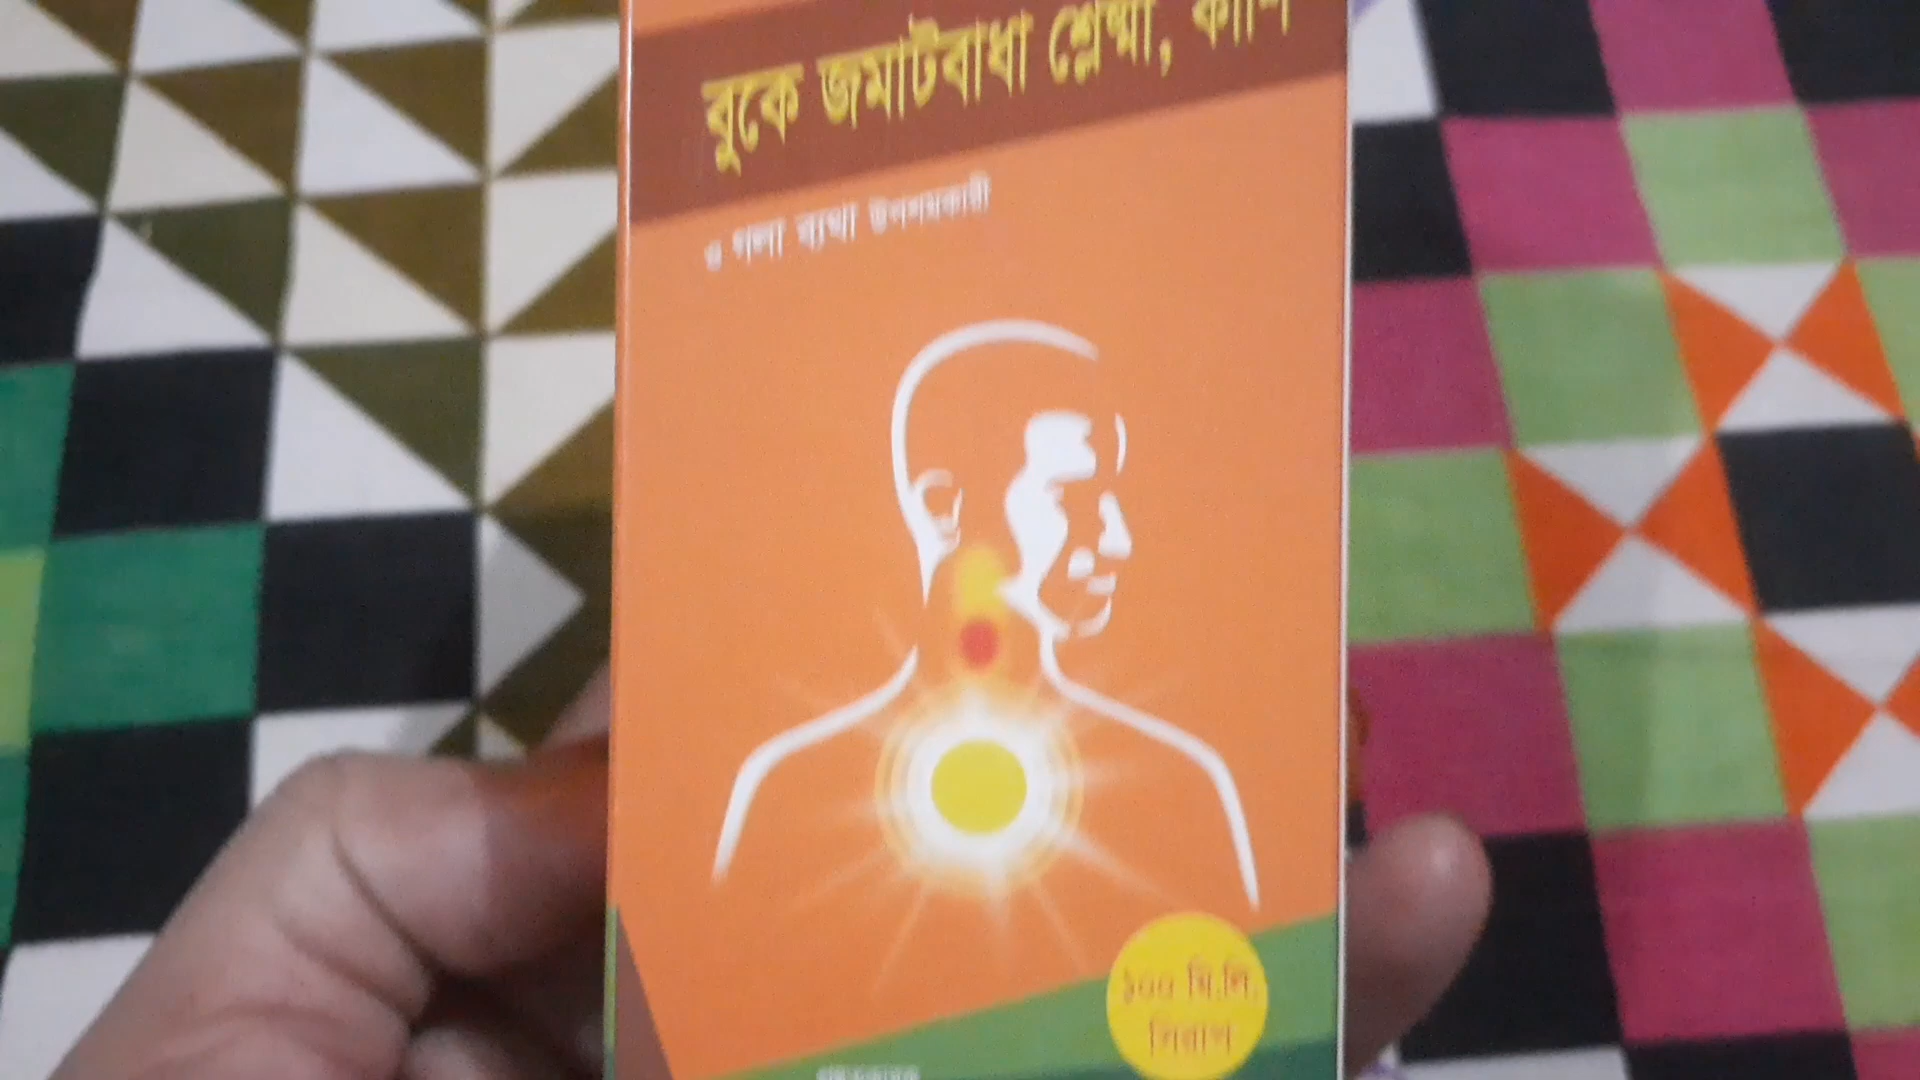 বুকে জমাটবাধা শ্লেষ্মা, কাশি
ও গলা ব্যথা উপশমকারী
১০০ মি.লি.
সিরাপ